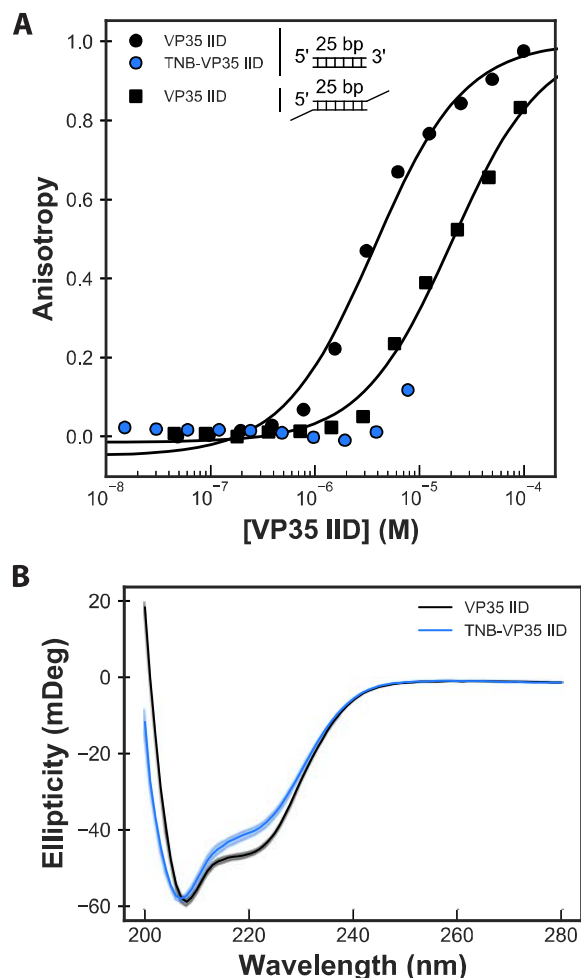 A
VP35 IID
TNB-VP35 IID
VP35 IID
25 bp
5' 3'
25 bp
5'
1.0
0.8
0.6
0.4
0.2
0.0
Anisotropy
10⁻⁸ 10⁻⁷ 10⁻⁶ 10⁻⁵ 10⁻⁴
[VP35 IID] (M)
B
VP35 IID
TNB-VP35 IID
20
0
−20
−40
−60
Ellipticity (mDeg)
200 220 240 260 280
Wavelength (nm)